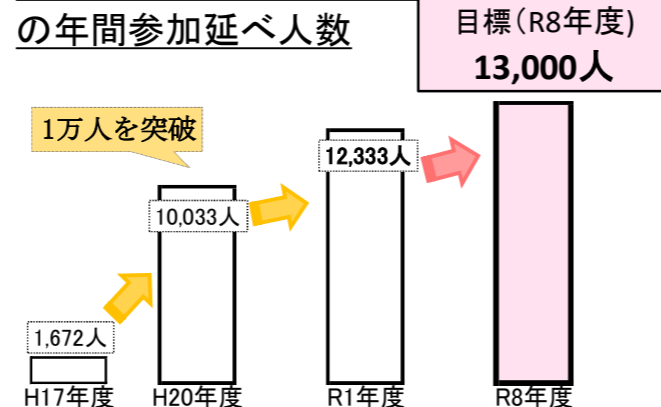 の年間参加延べ人数
目標(R8年度)
13,000人
1万人を突破
12,333人
10,033人
1,672人
H17年度
H20年度
R1年度
R8年度